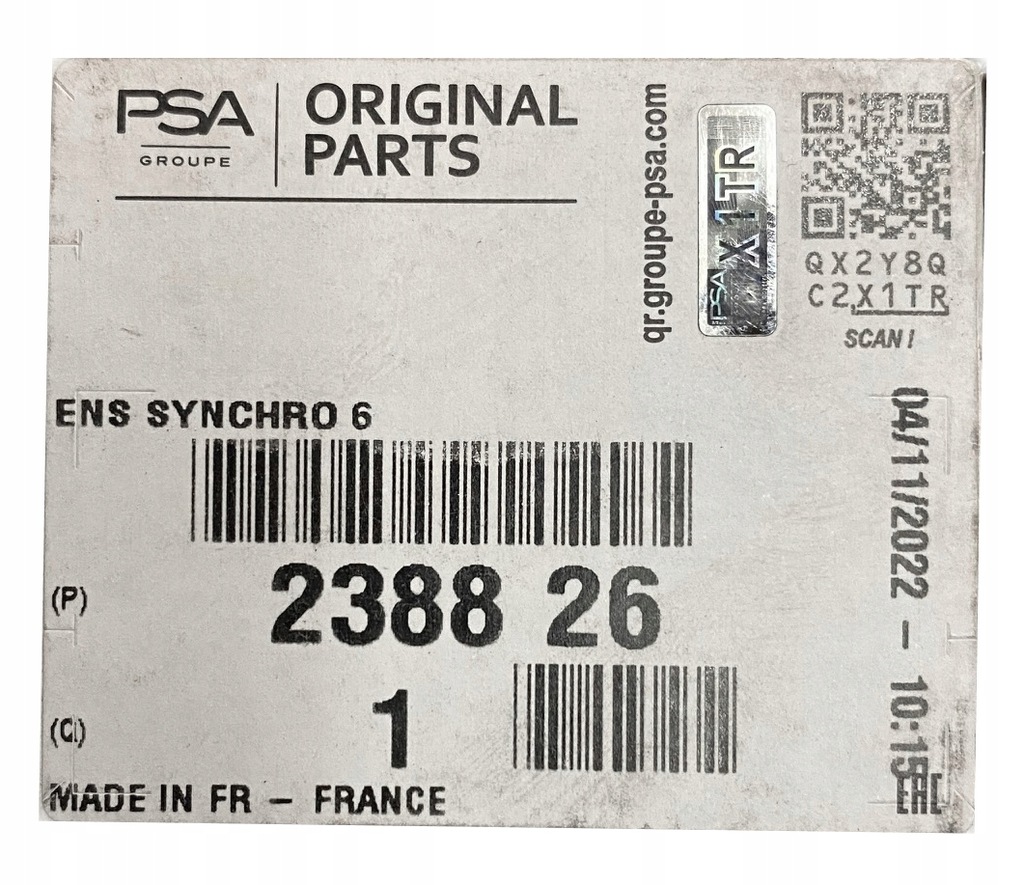 PSA
GROUPE
ORIGINAL
PARTS
qr.groupe-psa.com
PSA X1TR
QX2Y8Q
C2X1TR
SCAN !
ENS SYNCHRO 6
(P)
2388 26
(Q)
1
MADE IN FR - FRANCE
04/11/2022 - 10:15
EAC